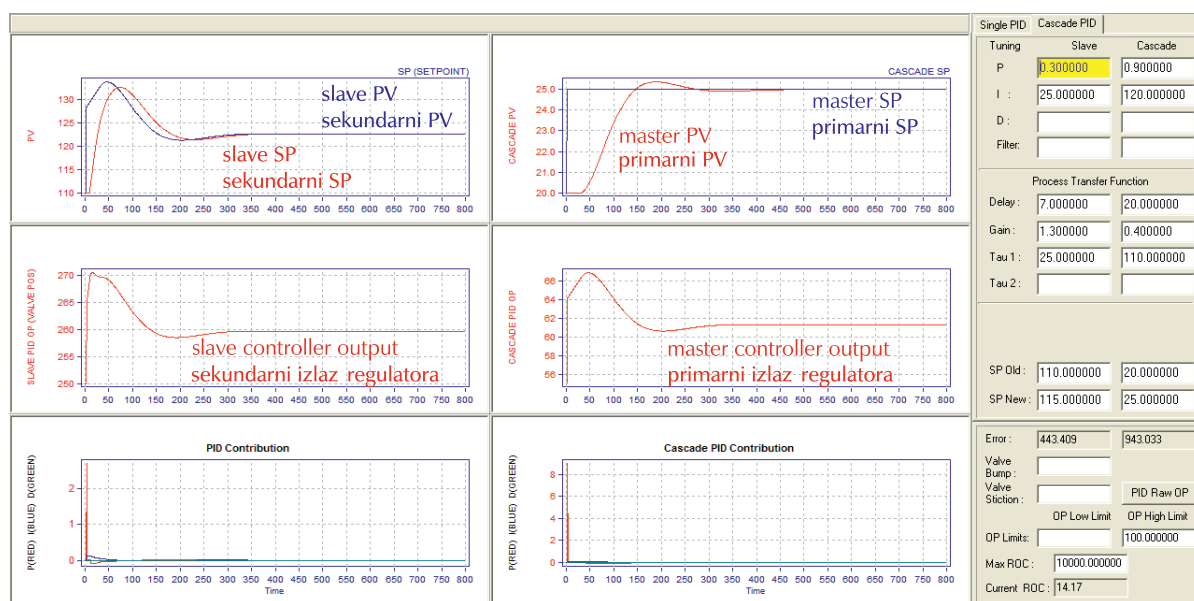 SP (SETPOINT)
PV
130
125
120
115
110
slave PV
sekundarni PV
slave SP
sekundarni SP
0 50 100 150 200 250 300 350 400 450 500 550 600 650 700 750 800
CASCADE SP
CASCADE PV
25.0
24.0
23.0
22.0
21.0
20.0
master SP
primarni SP
master PV
primarni PV
0 50 100 150 200 250 300 350 400 450 500 550 600 650 700 750 800
SLAVE PID OP (VALVE POS)
270
265
260
255
250
slave controller output
sekundarni izlaz regulatora
0 50 100 150 200 250 300 350 400 450 500 550 600 650 700 750 800
CASCADE PID OP
66
64
62
60
58
56
master controller output
primarni izlaz regulatora
0 50 100 150 200 250 300 350 400 450 500 550 600 650 700 750 800
PID Contribution
P(RED) I(BLUE) D(GREEN)
2
1
0
0 50 100 150 200 250 300 350 400 450 500 550 600 650 700 750 800
Time
Cascade PID Contribution
P(RED) I(BLUE) D(GREEN)
8
6
4
2
0
0 50 100 150 200 250 300 350 400 450 500 550 600 650 700 750 800
Time
Single PID Cascade PID
Tuning Slave Cascade
P 0.300000 0.900000
I : 25.000000 120.000000
D :
Filter:
Process Transfer Function
Delay : 7.000000 20.000000
Gain : 1.300000 0.400000
Tau 1 : 25.000000 110.000000
Tau 2 :
SP Old : 110.000000 20.000000
SP New : 115.000000 25.000000
Error : 443.409 943.033
Valve
Bump :
Valve
Stiction : PID Raw OP
OP Low Limit OP High Limit
OP Limits: 100.000000
Max ROC : 10000.000000
Current ROC : 14.17